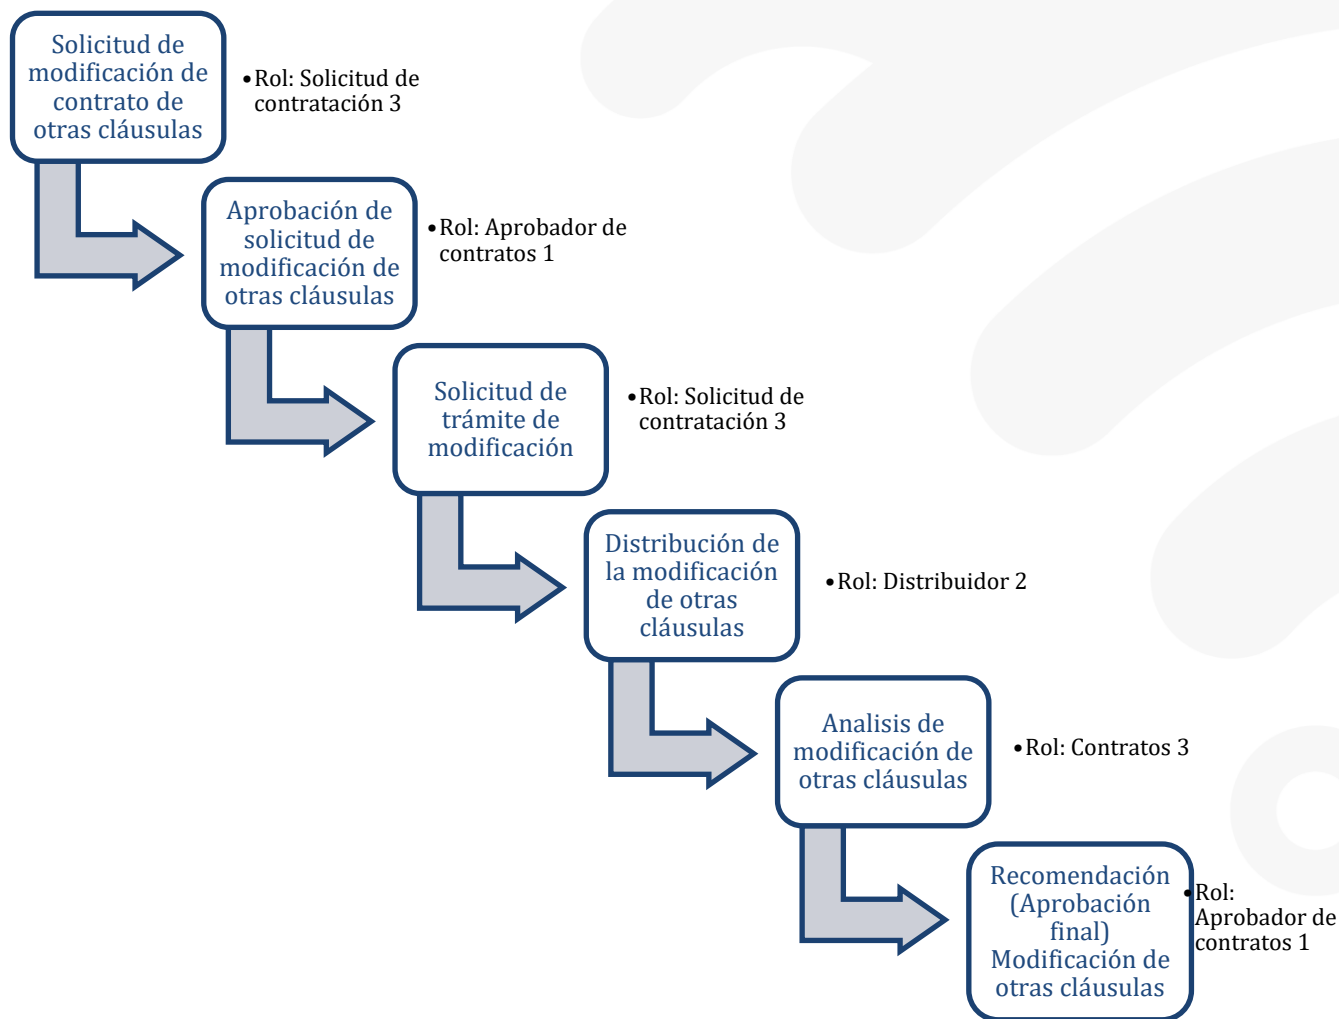 Solicitud de
modificación de
contrato de
otras cláusulas
•Rol: Solicitud de
contratación 3
Aprobación de
solicitud de
modificación de
otras cláusulas
•Rol: Aprobador de
contratos 1
Solicitud de
trámite de
modificación
•Rol: Solicitud de
contratación 3
Distribución de
la modificación
de otras
cláusulas
•Rol: Distribuidor 2
Analisis de
modificación de
otras cláusulas
•Rol: Contratos 3
Recomendación
(Aprobación
final)
Modificación de
otras cláusulas
•Rol:
Aprobador de
contratos 1